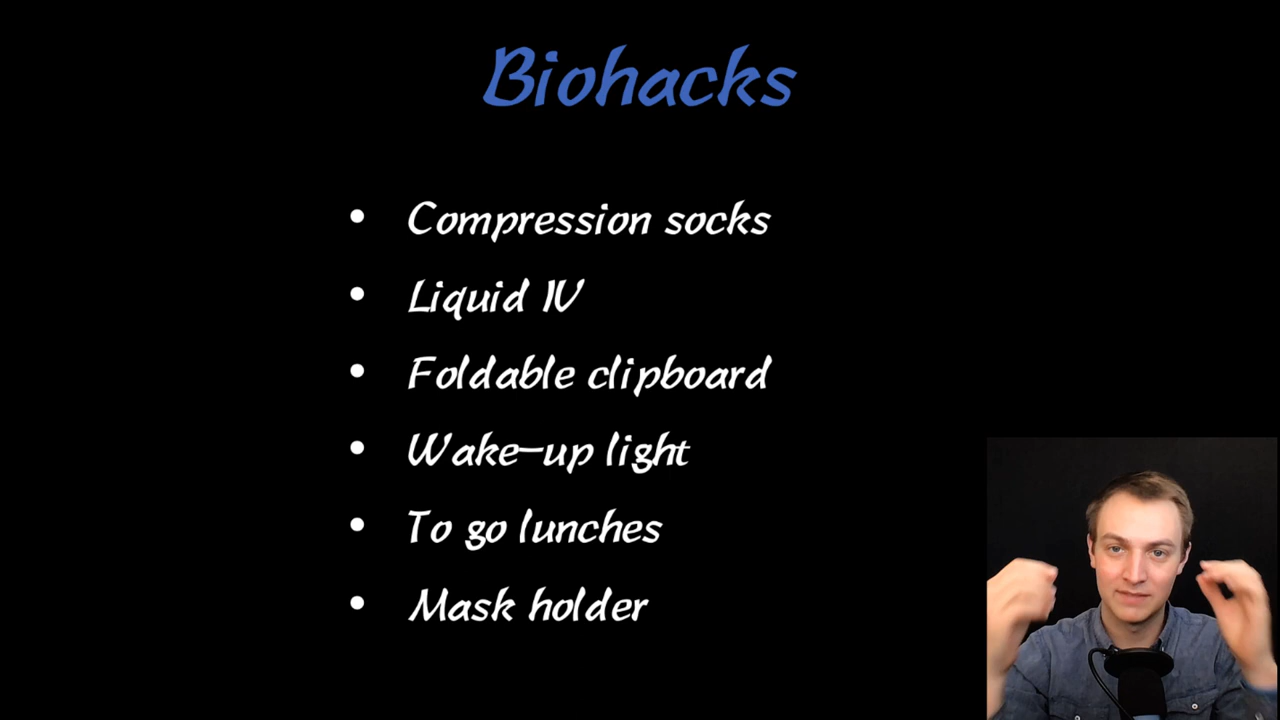 Biohacks
• Compression socks
• Liquid IV
• Foldable clipboard
• Wake-up light
• To go lunches
• Mask holder